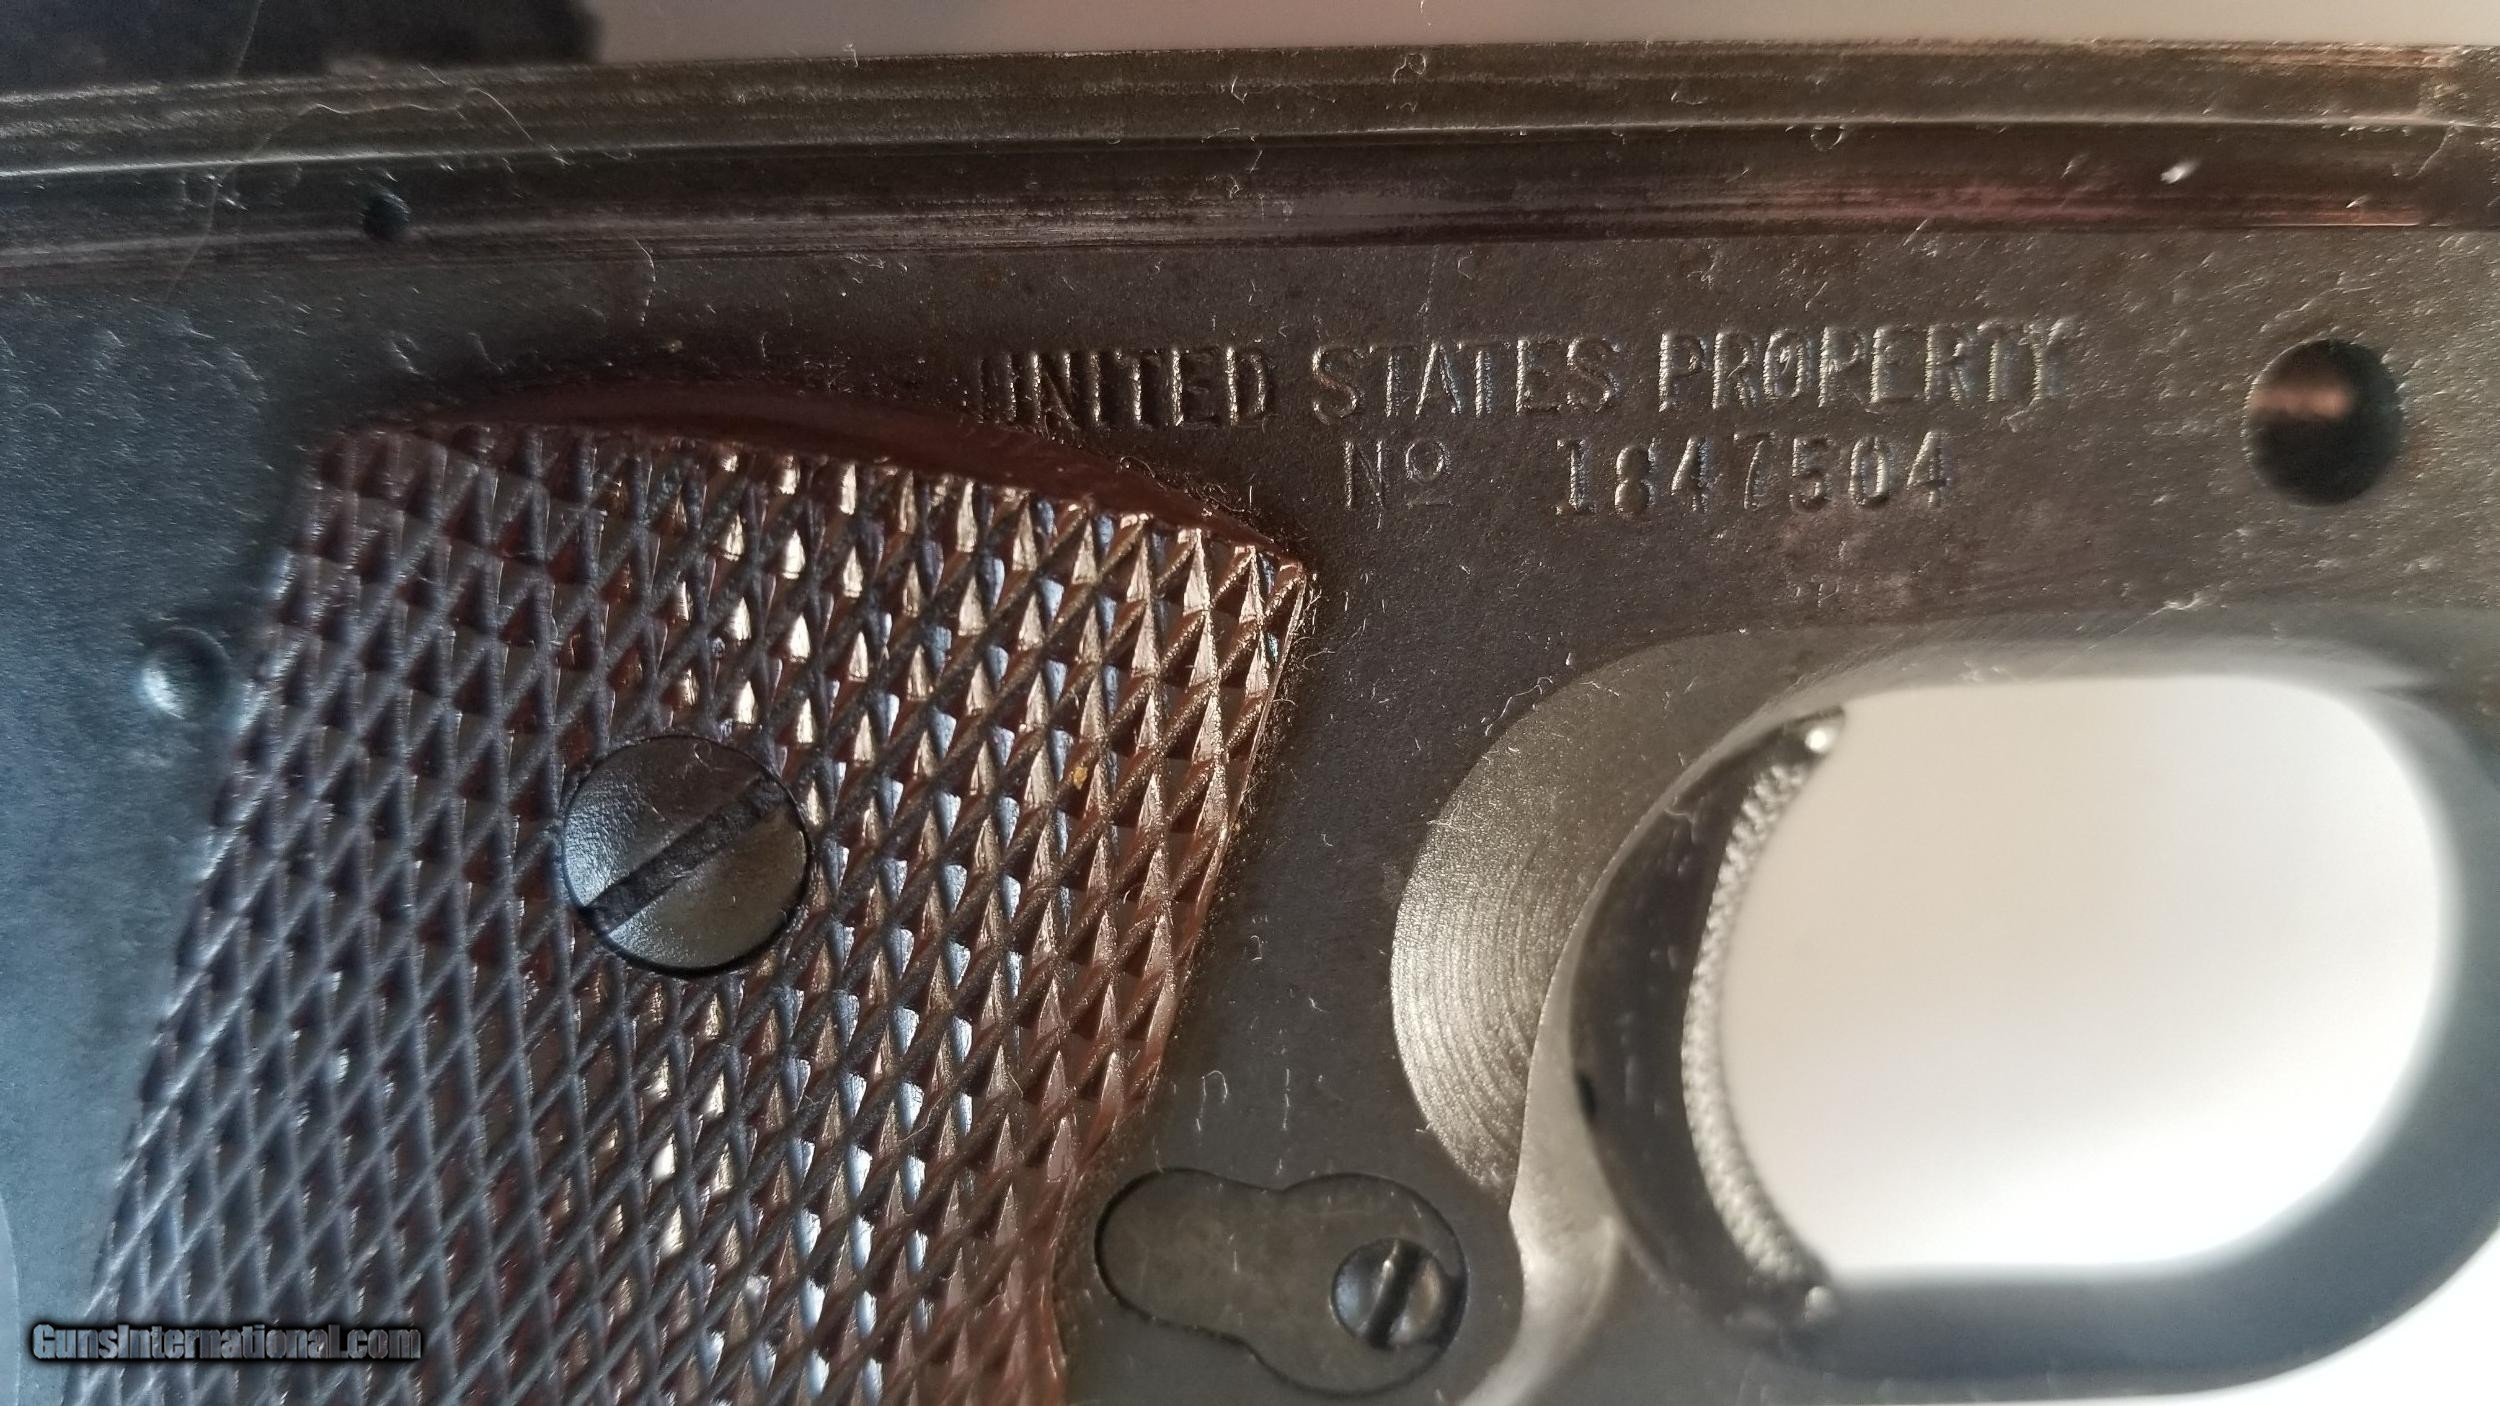 UNITED STATES PROPERTY
Nº 1847504
GunsInternational.com